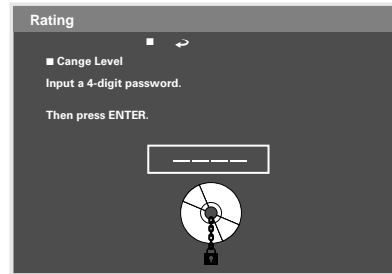 Rating
■ Cange Level
Input a 4-digit password.
Then press ENTER.